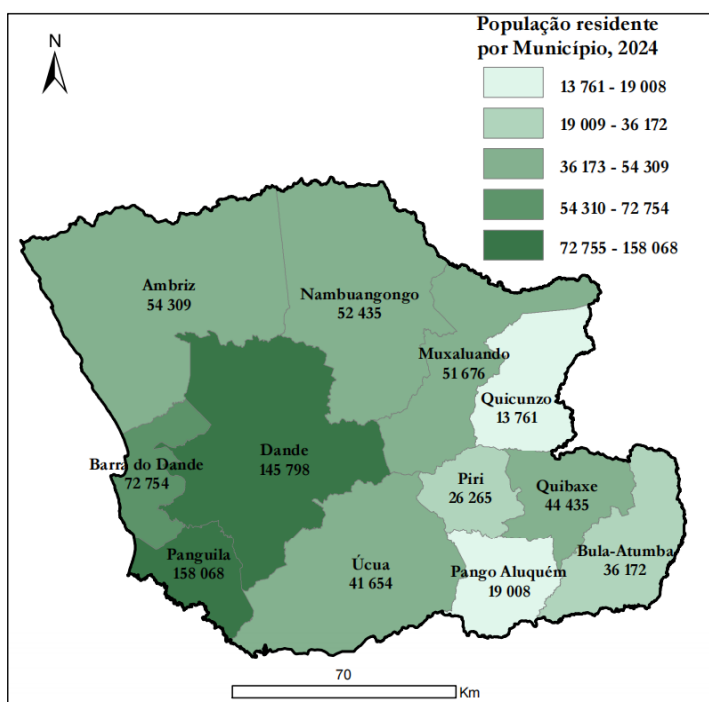 População residente
por Município, 2024
N
13 761 - 19 008
19 009 - 36 172
36 173 - 54 309
54 310 - 72 754
72 755 - 158 068
Ambriz
54 309
Nambuangongo
52 435
Muxaluando
51 676
Quicunzo
13 761
Barra do Dande
72 754
Dande
145 798
Piri
26 265
Quibaxe
44 435
Panguila
158 068
Úcua
41 654
Pango Aluquém
19 008
Bula-Atumba
36 172
70
Km